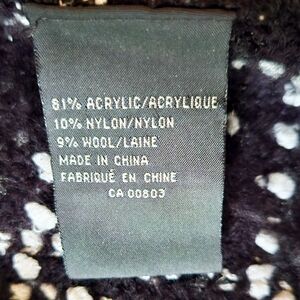 81% ACRYLIC/ACRYLIQUE
10% NYLON/NYLON
9% WOOL/LAINE
MADE IN CHINA
FABRIQUÉ EN CHINE
CA 00803